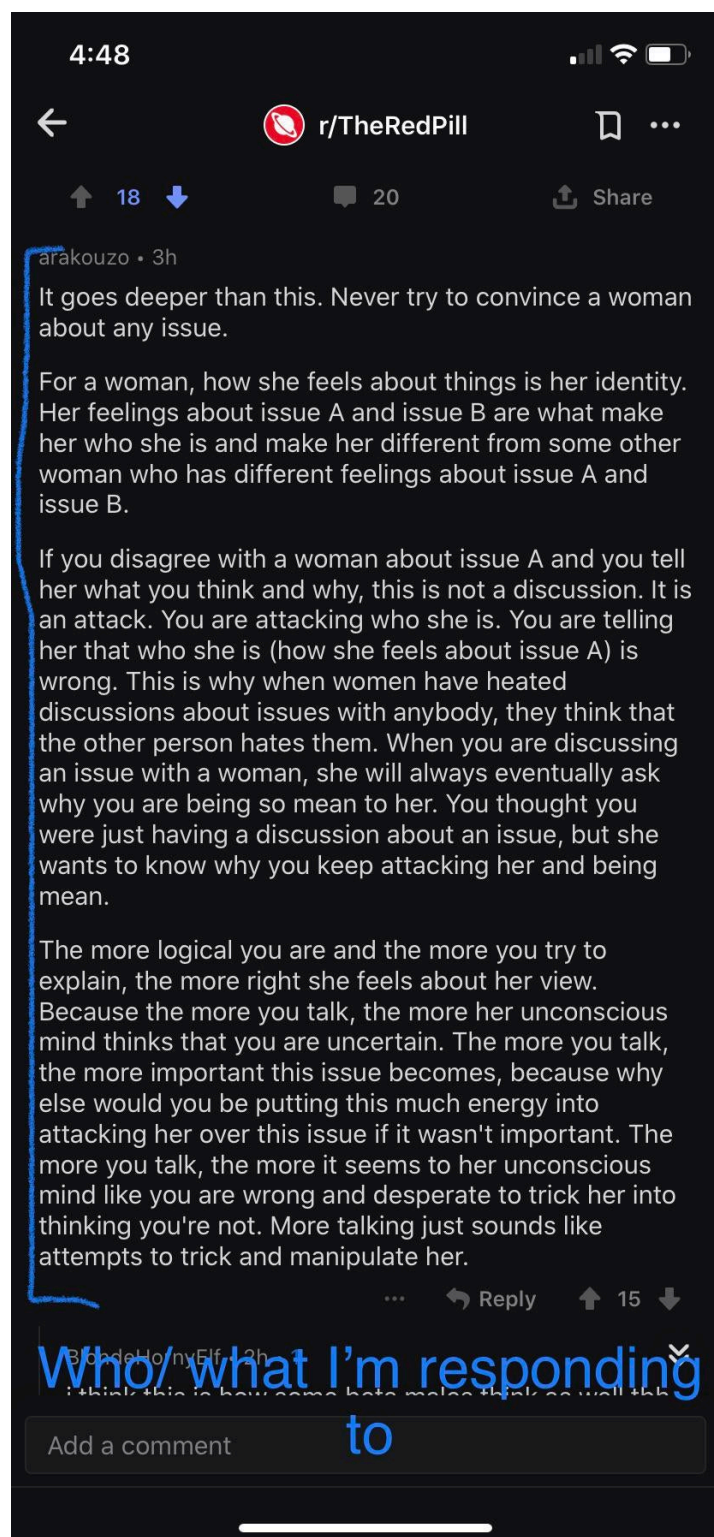 4:48
r/TheRedPill
18
20
Share
arakouzo • 3h
It goes deeper than this. Never try to convince a woman
about any issue.
For a woman, how she feels about things is her identity.
Her feelings about issue A and issue B are what make
her who she is and make her different from some other
woman who has different feelings about issue A and
issue B.
If you disagree with a woman about issue A and you tell
her what you think and why, this is not a discussion. It is
an attack. You are attacking who she is. You are telling
her that who she is (how she feels about issue A) is
wrong. This is why when women have heated
discussions about issues with anybody, they think that
the other person hates them. When you are discussing
an issue with a woman, she will always eventually ask
why you are being so mean to her. You thought you
were just having a discussion about an issue, but she
wants to know why you keep attacking her and being
mean.
The more logical you are and the more you try to
explain, the more right she feels about her view.
Because the more you talk, the more her unconscious
mind thinks that you are uncertain. The more you talk,
the more important this issue becomes, because why
else would you be putting this much energy into
attacking her over this issue if it wasn't important. The
more you talk, the more it seems to her unconscious
mind like you are wrong and desperate to trick her into
thinking you're not. More talking just sounds like
attempts to trick and manipulate her.
Reply
15
BlondeHornyElf • 2h
Who/ what I'm responding
to
i think this is how some beta males think as well tbh
Add a comment